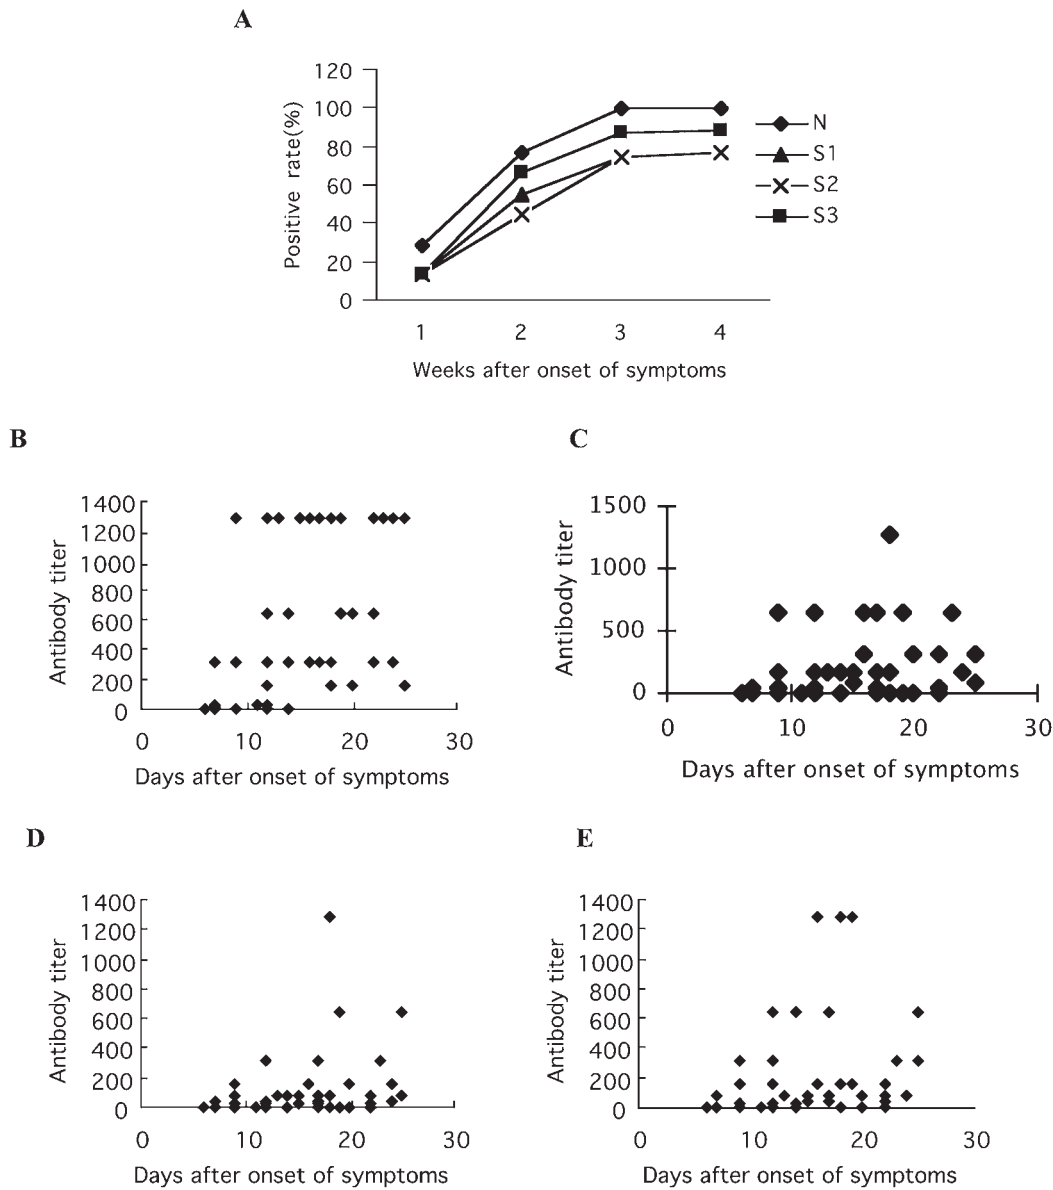 A
120
100
80
60
40
20
0
Positive rate(%)
N
S1
S2
S3
1 2 3 4
Weeks after onset of symptoms
B
1400
1200
1000
800
600
400
200
0
Antibody titer
0 10 20 30
Days after onset of symptoms
C
1500
1000
500
0
Antibody titer
0 10 20 30
Days after onset of symptoms
D
1400
1200
1000
800
600
400
200
0
Antibody titer
0 10 20 30
Days after onset of symptoms
E
1400
1200
1000
800
600
400
200
0
Antibody titer
0 10 20 30
Days after onset of symptoms